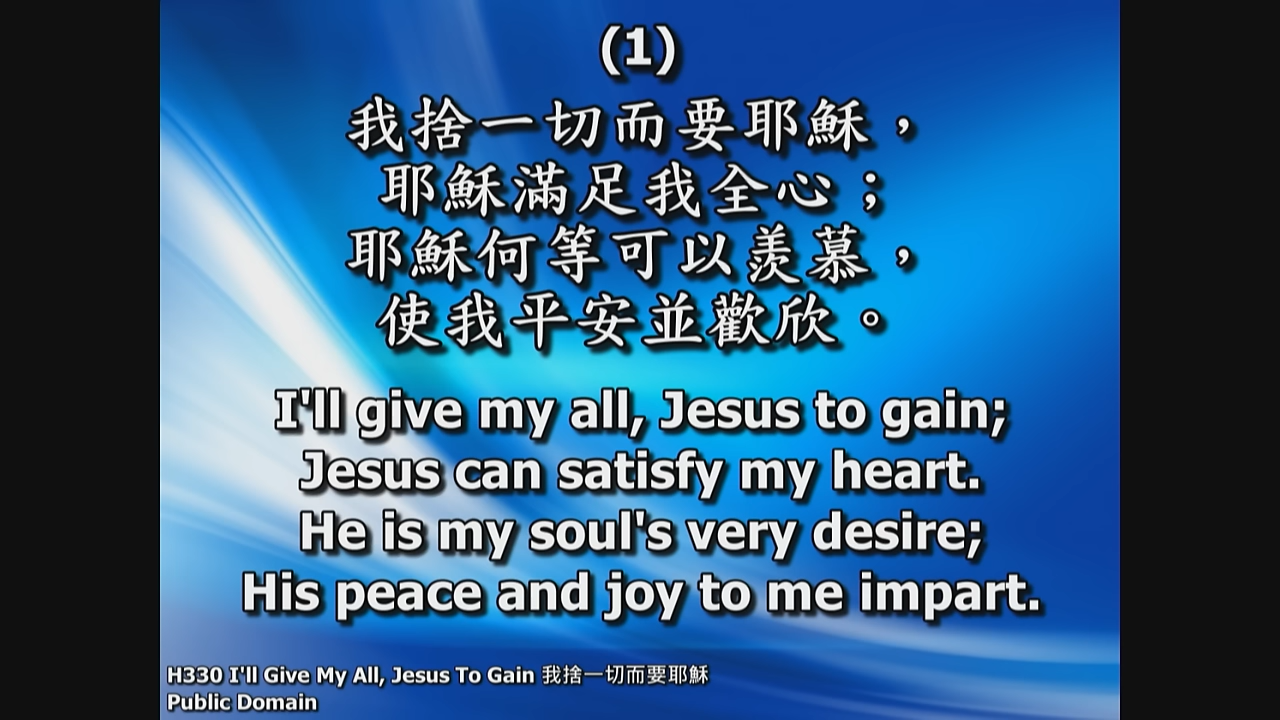 (1)
我捨一切而要耶穌，
耶穌滿足我全心；
耶穌何等可以羨慕，
使我平安並歡欣。
I'll give my all, Jesus to gain;
Jesus can satisfy my heart.
He is my soul's very desire;
His peace and joy to me impart.
H330 I'll Give My All, Jesus To Gain 我捨一切而要耶穌
Public Domain